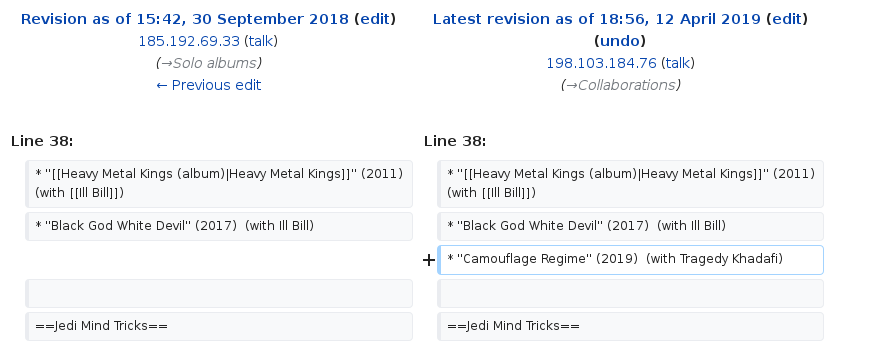 Revision as of 15:42, 30 September 2018 (edit)
185.192.69.33 (talk)
(→Solo albums)
← Previous edit
Latest revision as of 18:56, 12 April 2019 (edit)
(undo)
198.103.184.76 (talk)
(→Collaborations)
Line 38:
Line 38:
* ''[[Heavy Metal Kings (album)|Heavy Metal Kings]]'' (2011)
(with [[Ill Bill]])
* ''[[Heavy Metal Kings (album)|Heavy Metal Kings]]'' (2011)
(with [[Ill Bill]])
* ''Black God White Devil'' (2017)  (with Ill Bill)
* ''Black God White Devil'' (2017)  (with Ill Bill)
+ * ''Camouflage Regime'' (2019)  (with Tragedy Khadafi)
==Jedi Mind Tricks==
==Jedi Mind Tricks==